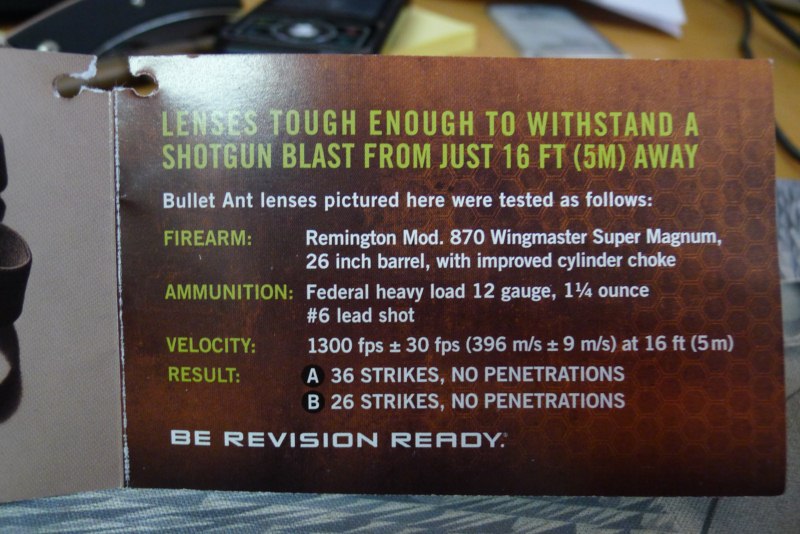 LENSES TOUGH ENOUGH TO WITHSTAND A
SHOTGUN BLAST FROM JUST 16 FT (5M) AWAY
Bullet Ant lenses pictured here were tested as follows:
FIREARM: Remington Mod. 870 Wingmaster Super Magnum,
26 inch barrel, with improved cylinder choke
AMMUNITION: Federal heavy load 12 gauge, 1¼ ounce
#6 lead shot
VELOCITY: 1300 fps ± 30 fps (396 m/s ± 9 m/s) at 16 ft (5m)
RESULT: A 36 STRIKES, NO PENETRATIONS
B 26 STRIKES, NO PENETRATIONS
BE REVISION READY.